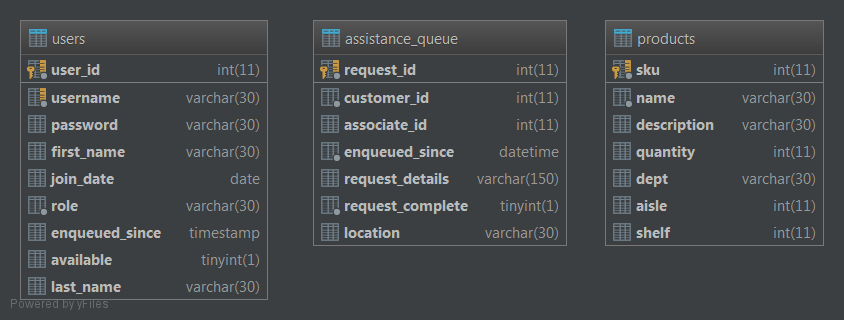 users
user_id int(11)
username varchar(30)
password varchar(30)
first_name varchar(30)
join_date date
role varchar(30)
enqueued_since timestamp
available tinyint(1)
last_name varchar(30)
assistance_queue
request_id int(11)
customer_id int(11)
associate_id int(11)
enqueued_since datetime
request_details varchar(150)
request_complete tinyint(1)
location varchar(30)
products
sku int(11)
name varchar(30)
description varchar(30)
quantity int(11)
dept varchar(30)
aisle int(11)
shelf int(11)
Powered by yFiles